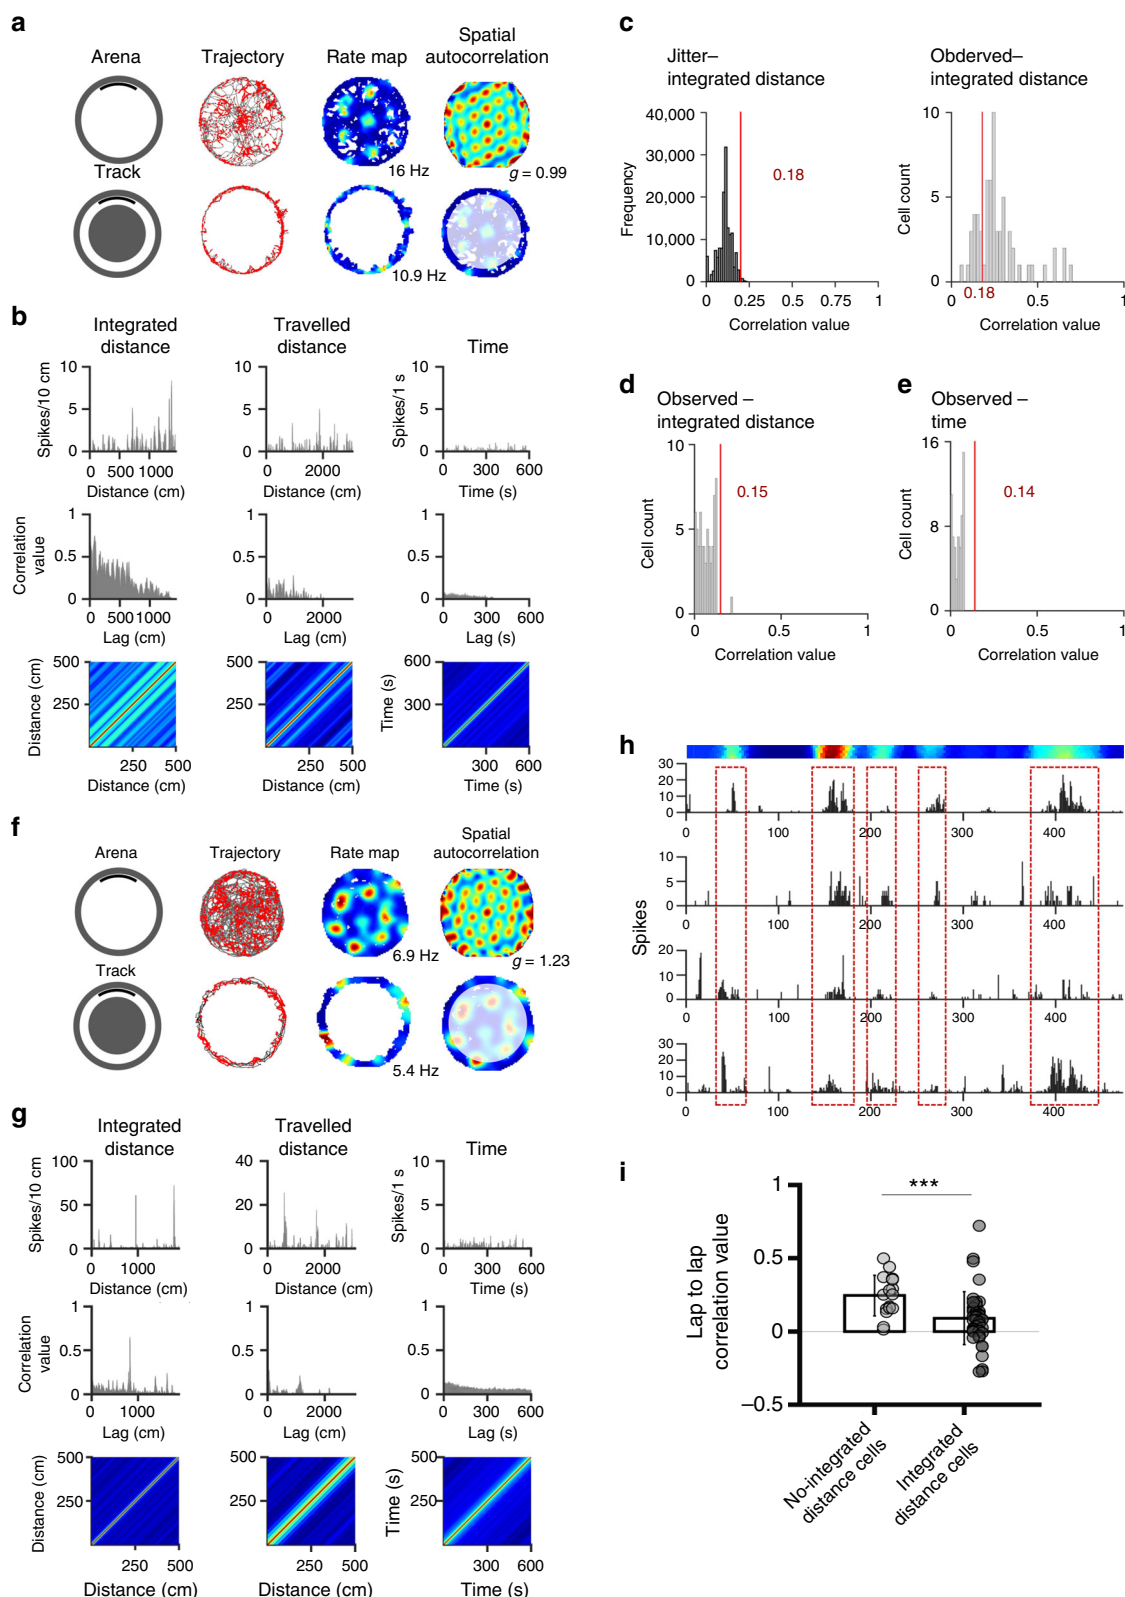 a
Arena
Trajectory
Rate map
Spatial
autocorrelation
16 Hz
g = 0.99
Track
10.9 Hz
b
Integrated
distance
Travelled
distance
Time
Spikes/10 cm
10
5
0
0 500 1000
Distance (cm)
10
5
0
0 2000
Distance (cm)
Spikes/1 s
10
5
0
0 300 600
Time (s)
Correlation
value
1
0.5
0
0 500 1000
Lag (cm)
1
0.5
0
0 2000
Lag (cm)
1
0.5
0
0 300 600
Lag (s)
Distance (cm)
500
250
250 500
Distance (cm)
500
250
250 500
Distance (cm)
Time (s)
600
300
300 600
Time (s)
c
Jitter–
integrated distance
Frequency
40,000
30,000
20,000
10,000
0
0.18
0 0.25 0.5 0.75 1
Correlation value
Obderved–
integrated distance
Cell count
10
5
0
0.18
0 0.5 1
Correlation value
d
Observed –
integrated distance
Cell count
10
5
0
0.15
0 0.5 1
Correlation value
e
Observed –
time
Cell count
16
8
0
0.14
0 0.5 1
Correlation value
f
Arena
Trajectory
Rate map
Spatial
autocorrelation
6.9 Hz
g = 1.23
Track
5.4 Hz
g
Integrated
distance
Travelled
distance
Time
Spikes/10 cm
100
50
0
0 1000
Distance (cm)
40
20
0
0 2000
Distance (cm)
Spikes/1 s
10
5
0
0 300 600
Time (s)
Correlation
value
1
0.5
0
0 1000
Lag (cm)
1
0.5
0
0 2000
Lag (cm)
1
0.5
0
0 300 600
Lag (s)
Distance (cm)
500
250
250 500
Distance (cm)
500
250
250 500
Distance (cm)
Time (s)
500
250
300 600
Time (s)
h
Spikes
30
20
10
0
0 100 200 300 400
10
5
0
0 100 200 300 400
20
10
0
0 100 200 300 400
30
20
10
0
0 100 200 300 400
i
Lap to lap
correlation value
1
0.5
0
–0.5
***
No-integrated
distance cells
Integrated
distance cells